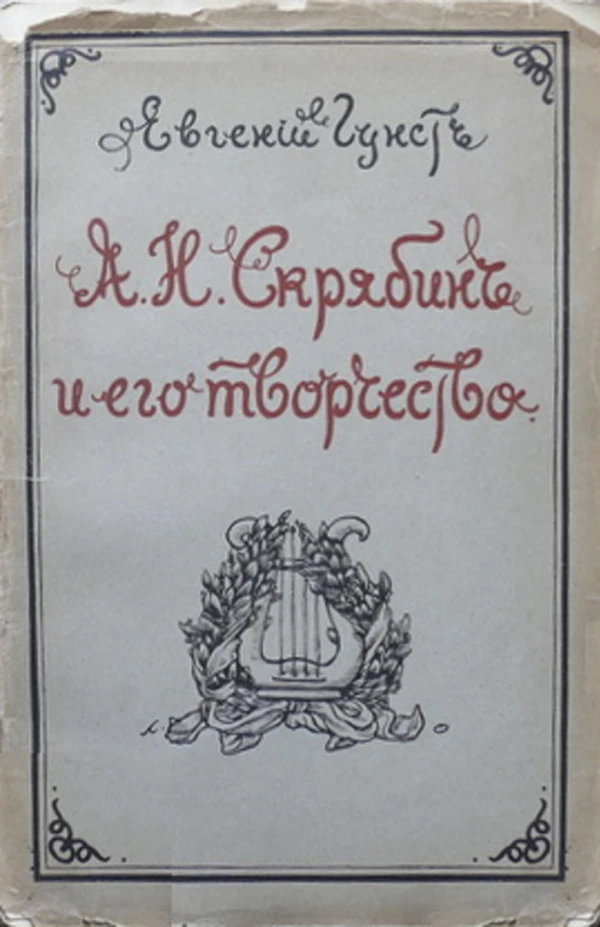 Евгеній Гунстъ
А. Н. Скрябинъ
и его творчество.